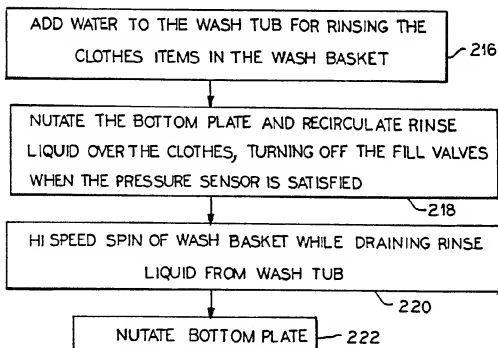 ADD WATER TO THE WASH TUB FOR RINSING THE
CLOTHES ITEMS IN THE WASH BASKET
216
NUTATE THE BOTTOM PLATE AND RECIRCULATE RINSE
LIQUID OVER THE CLOTHES, TURNING OFF THE FILL VALVES
WHEN THE PRESSURE SENSOR IS SATISFIED
218
HI SPEED SPIN OF WASH BASKET WHILE DRAINING RINSE
LIQUID FROM WASH TUB
220
NUTATE BOTTOM PLATE
222